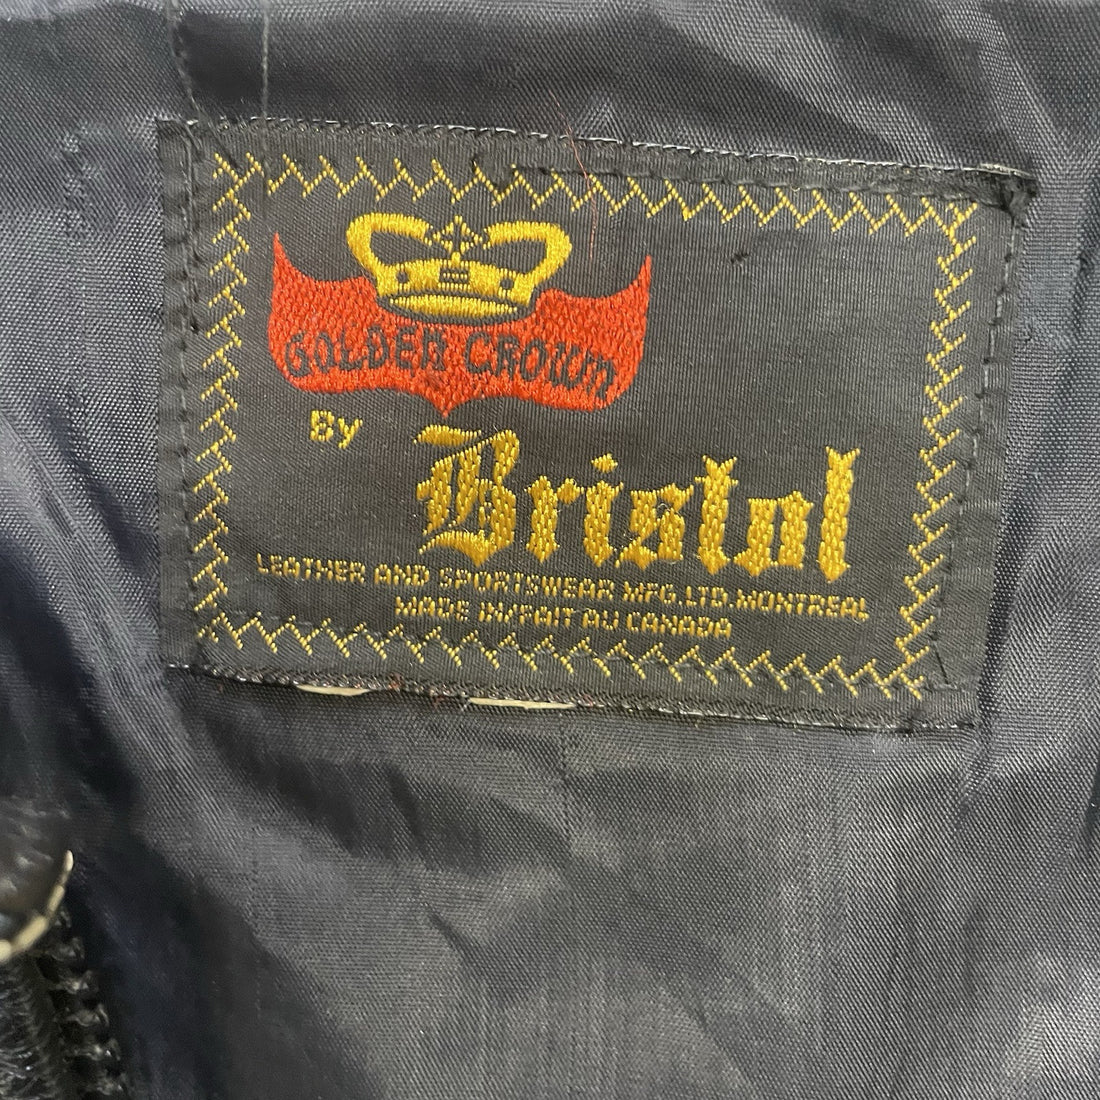 GOLDEN CROWN
By Bristol
LEATHER AND SPORTSWEAR MFG.LTD.MONTREAL
MADE IN/FAIT AU CANADA